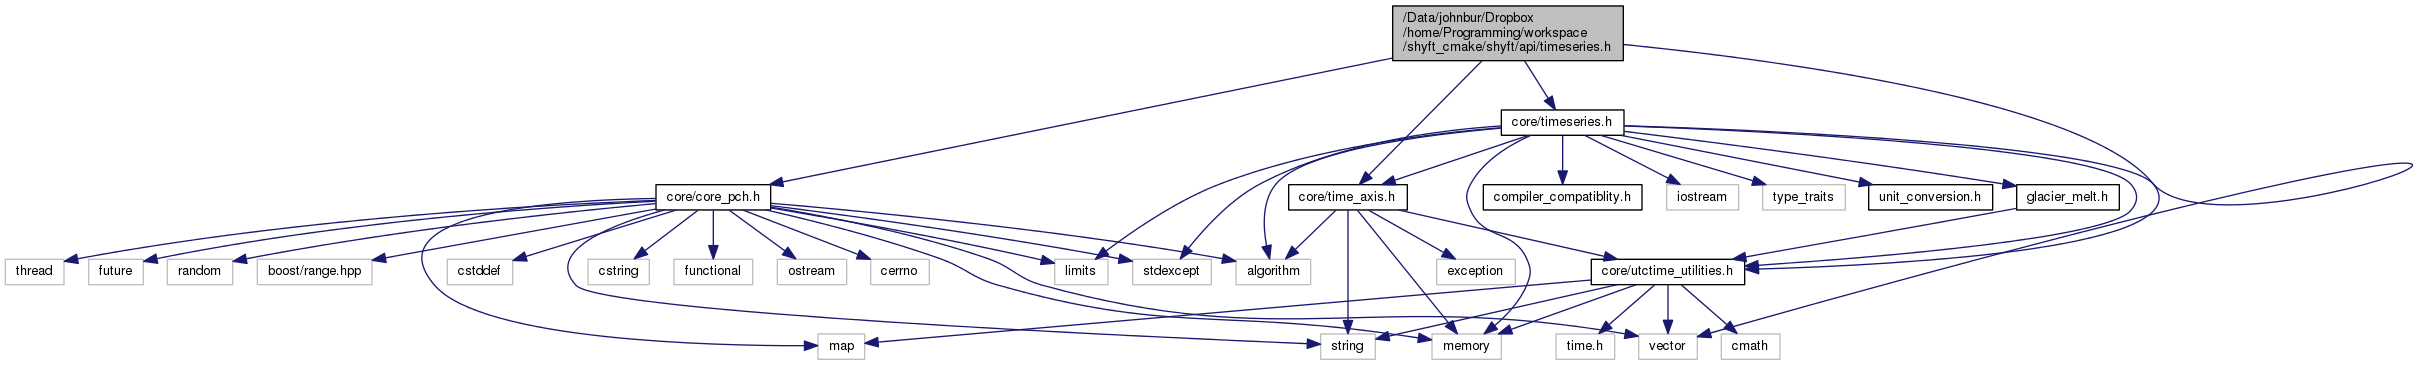 /Data/johnbur/Dropbox
/home/Programming/workspace
/shyft_cmake/shyft/api/timeseries.h
core/timeseries.h
core/core_pch.h
core/time_axis.h
compiler_compatiblity.h
iostream
type_traits
unit_conversion.h
glacier_melt.h
thread
future
random
boost/range.hpp
cstddef
cstring
functional
ostream
cerrno
limits
stdexcept
algorithm
exception
core/utctime_utilities.h
map
string
memory
time.h
vector
cmath